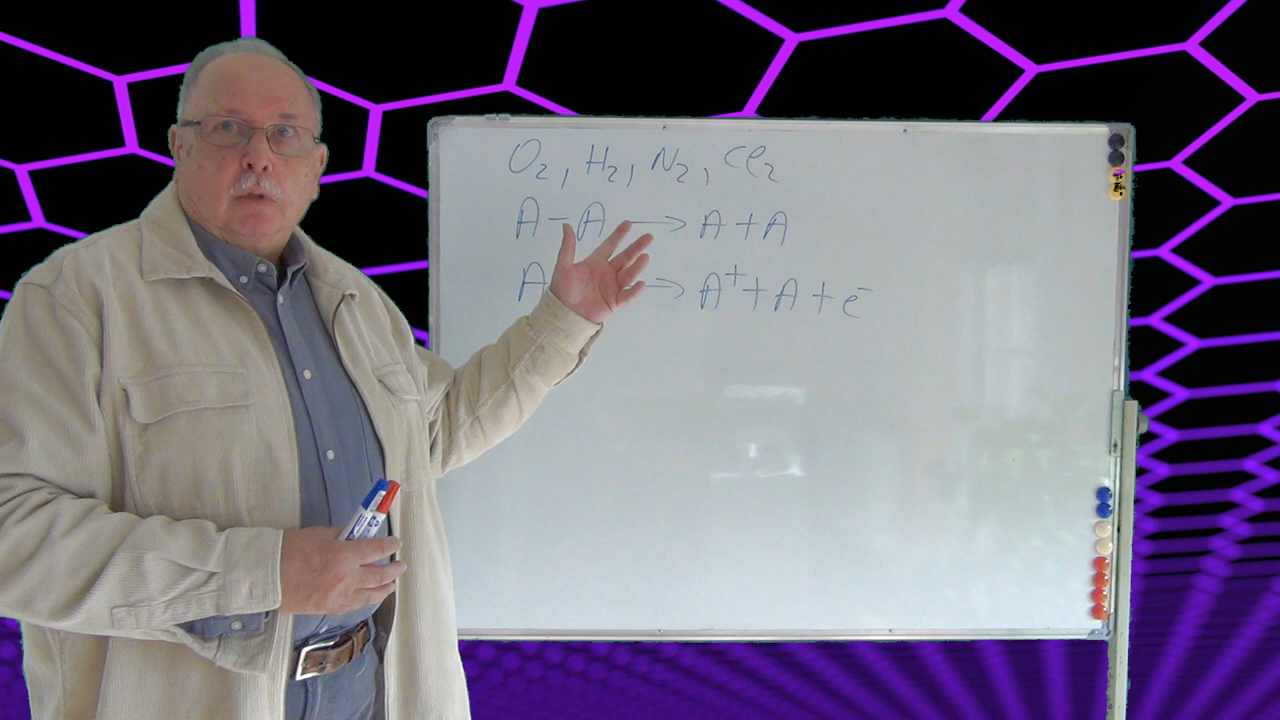 O₂, H₂, N₂, Cl₂
A - A → A + A
A → A⁺ + A + e⁻